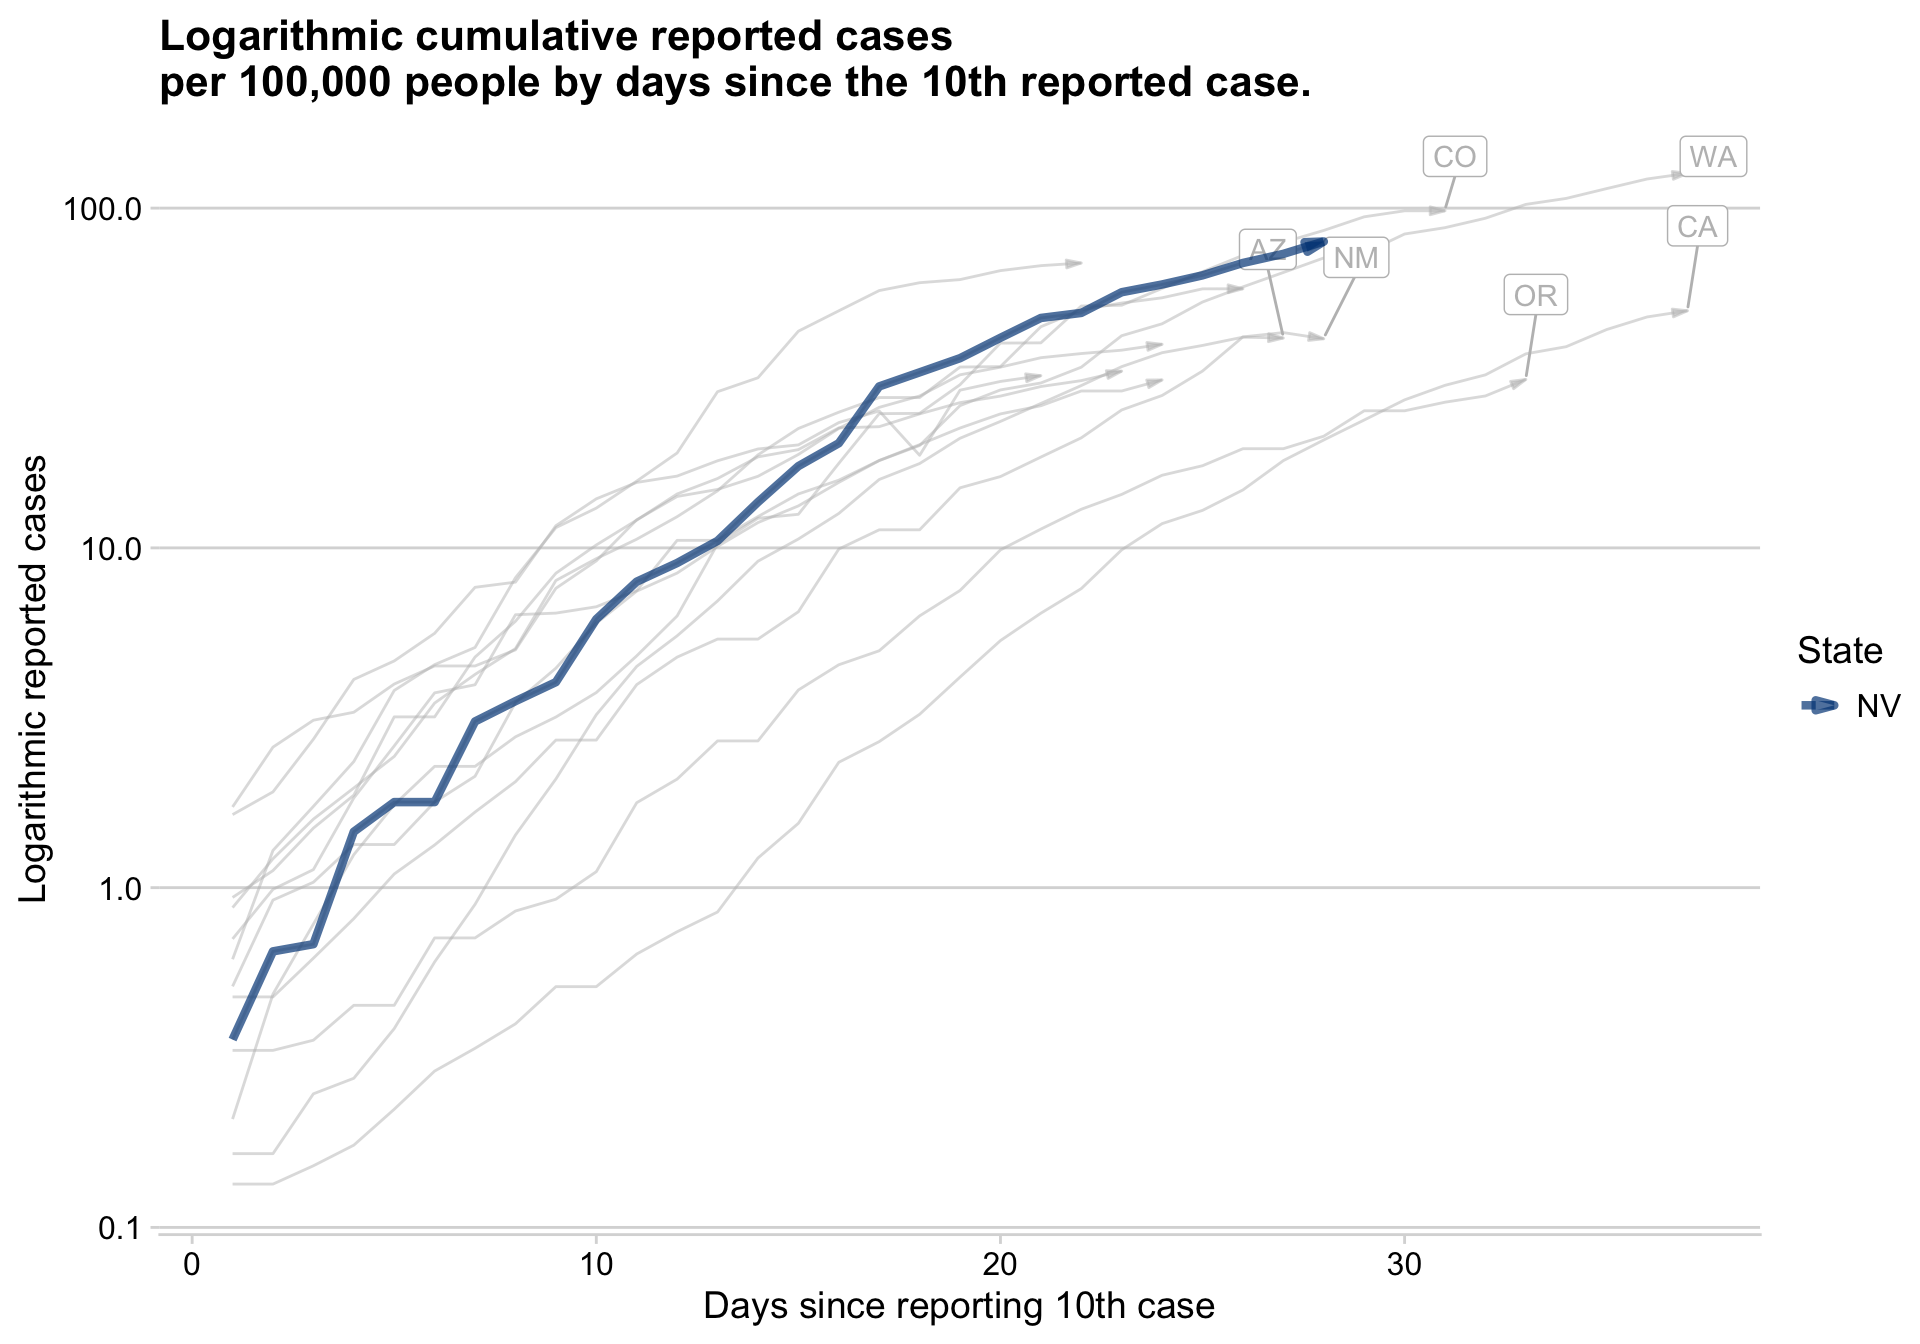 Logarithmic cumulative reported cases
per 100,000 people by days since the 10th reported case.
CO
WA
100.0
CA
AZ
NM
OR
Logarithmic reported cases
10.0
State
NV
1.0
0.1
0
10
20
30
Days since reporting 10th case